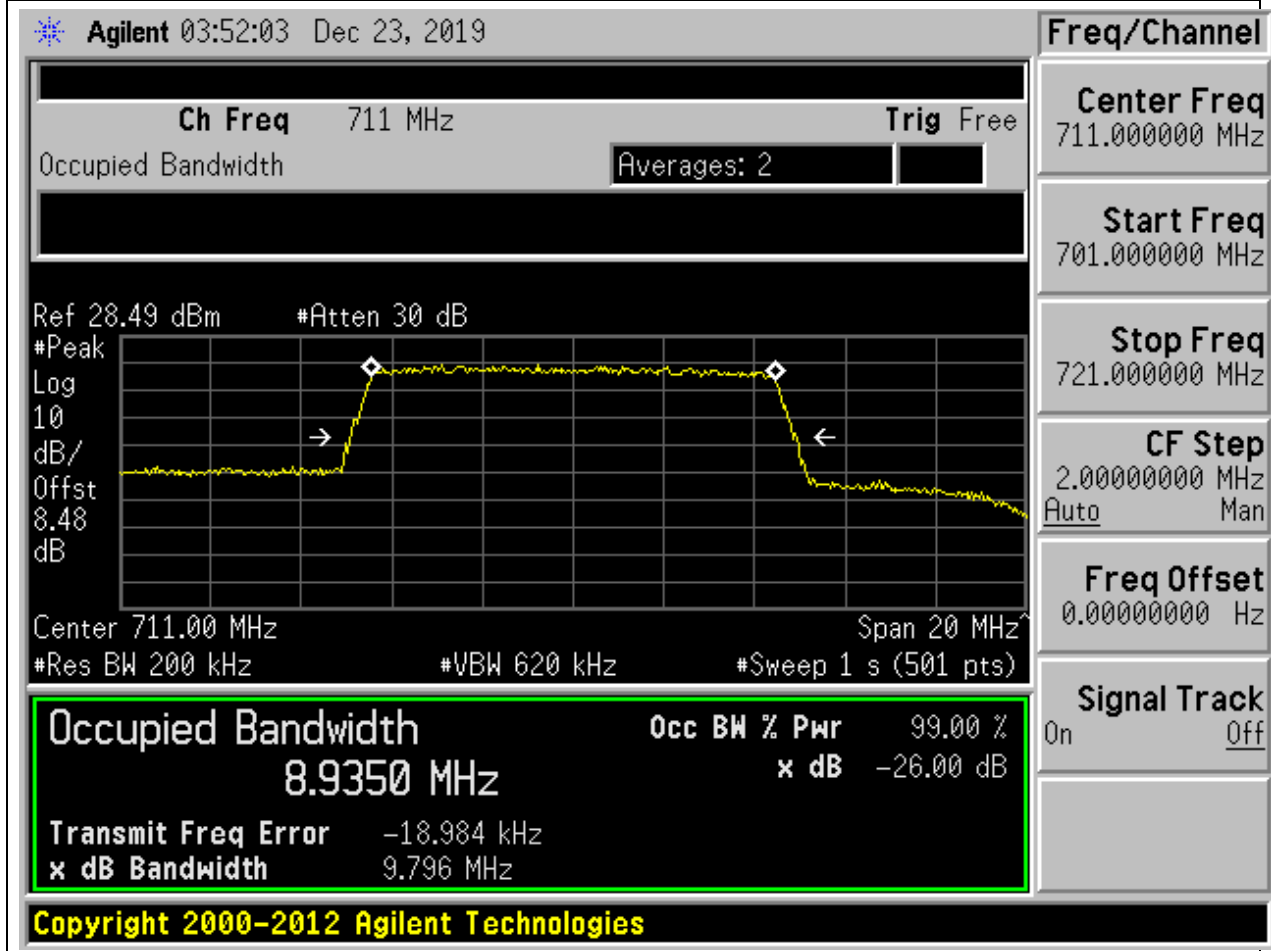 Agilent 03:52:03 Dec 23, 2019
Freq/Channel
Ch Freq 711 MHz Trig Free
Occupied Bandwidth Averages: 2
Ref 28.49 dBm #Atten 30 dB
#Peak
Log
10
dB/
Offst
8.48
dB
Center 711.00 MHz Span 20 MHz^
#Res BW 200 kHz #VBW 620 kHz #Sweep 1 s (501 pts)
Occupied Bandwidth Occ BW % Pwr 99.00 %
8.9350 MHz x dB -26.00 dB
Transmit Freq Error -18.984 kHz
x dB Bandwidth 9.796 MHz
Center Freq
711.000000 MHz
Start Freq
701.000000 MHz
Stop Freq
721.000000 MHz
CF Step
2.00000000 MHz
Auto Man
Freq Offset
0.00000000 Hz
Signal Track
On Off
Copyright 2000-2012 Agilent Technologies